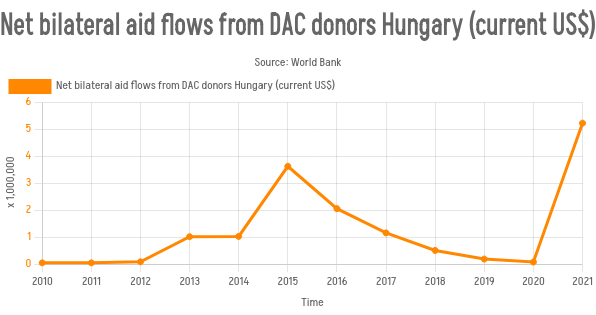 Net bilateral aid flows from DAC donors Hungary (current US$)
Source: World Bank
Net bilateral aid flows from DAC donors Hungary (current US$)
6
5
4
3
2
1
0
x 1,000,000
2010 2011 2012 2013 2014 2015 2016 2017 2018 2019 2020 2021
Time